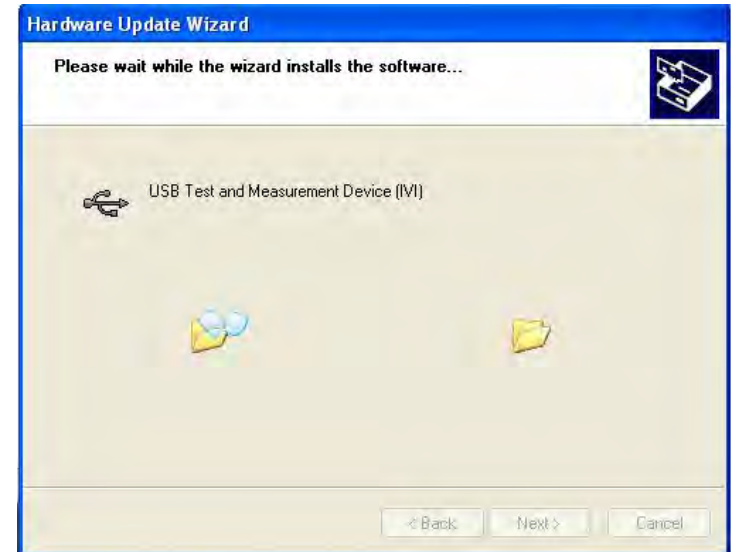 Hardware Update Wizard
Please wait while the wizard installs the software...
USB Test and Measurement Device (IVI)
< Back
Next >
Cancel